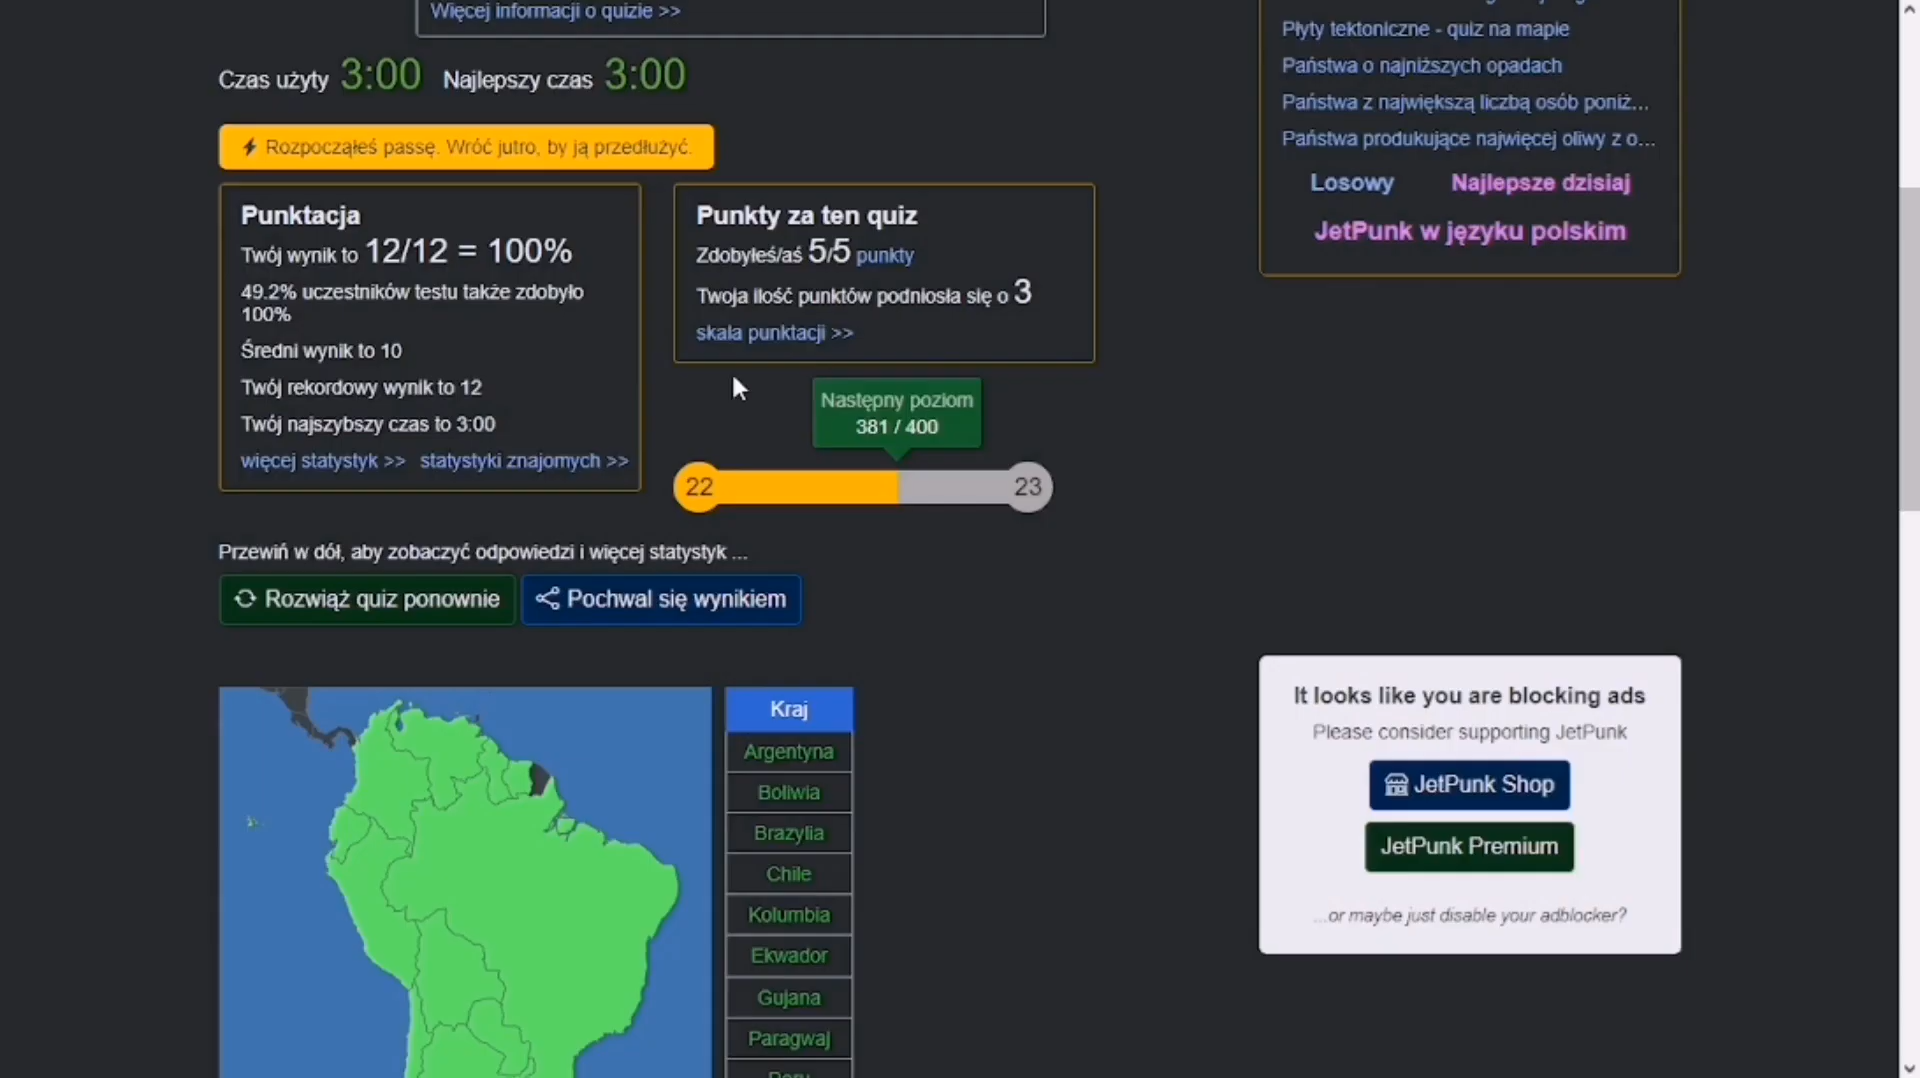 Więcej informacji o quizie >>
Czas użyty 3:00 Najlepszy czas 3:00
Rozpocząłeś passę. Wróć jutro, by ją przedłużyć.
Punktacja
Twój wynik to 12/12 = 100%
49.2% uczestników testu także zdobyło
100%
Średni wynik to 10
Twój rekordowy wynik to 12
Twój najszybszy czas to 3:00
więcej statystyk >> statystyki znajomych >>
Punkty za ten quiz
Zdobyłeś/aś 5/5 punkty
Twoja ilość punktów podniosła się o 3
skala punktacji >>
Następny poziom
381 / 400
22
23
Przewiń w dół, aby zobaczyć odpowiedzi i więcej statystyk ...
Rozwiąż quiz ponownie
Pochwal się wynikiem
Kraj
Argentyna
Boliwia
Brazylia
Chile
Kolumbia
Ekwador
Gujana
Paragwaj
Płyty tektoniczne - quiz na mapie
Państwa o najniższych opadach
Państwa z największą liczbą osób poniż...
Państwa produkujące najwięcej oliwy z o...
Losowy Najlepsze dzisiaj
JetPunk w języku polskim
It looks like you are blocking ads
Please consider supporting JetPunk
JetPunk Shop
JetPunk Premium
...or maybe just disable your adblocker?